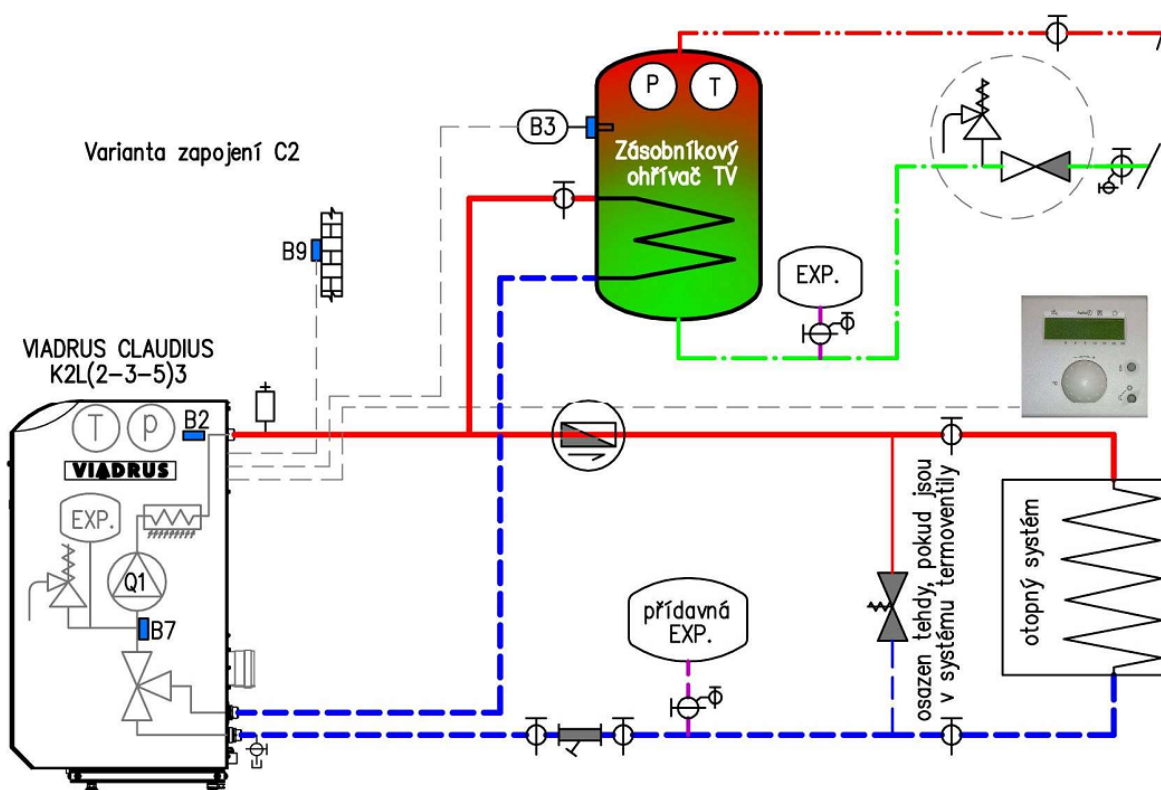 P
T
B3
Varianta zapojení C2
Zásobníkový
ohřívač TV
B9
EXP.
VIADRUS CLAUDIUS
K2L(2-3-5)3
T
P
B2
VIADRUS
EXP.
Q1
B7
přídavná
EXP.
osazen tehdy, pokud jsou
v systému termoventily
otopný systém